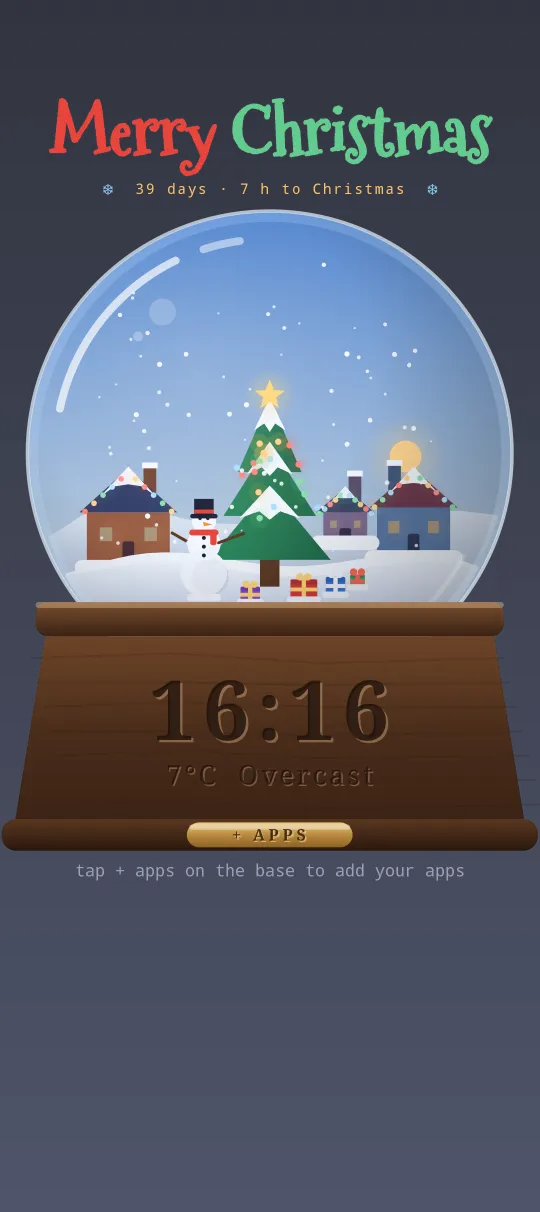 Merry Christmas
❄ 39 days · 7 h to Christmas ❄
16:16
7°C Overcast
+ APPS
tap + apps on the base to add your apps